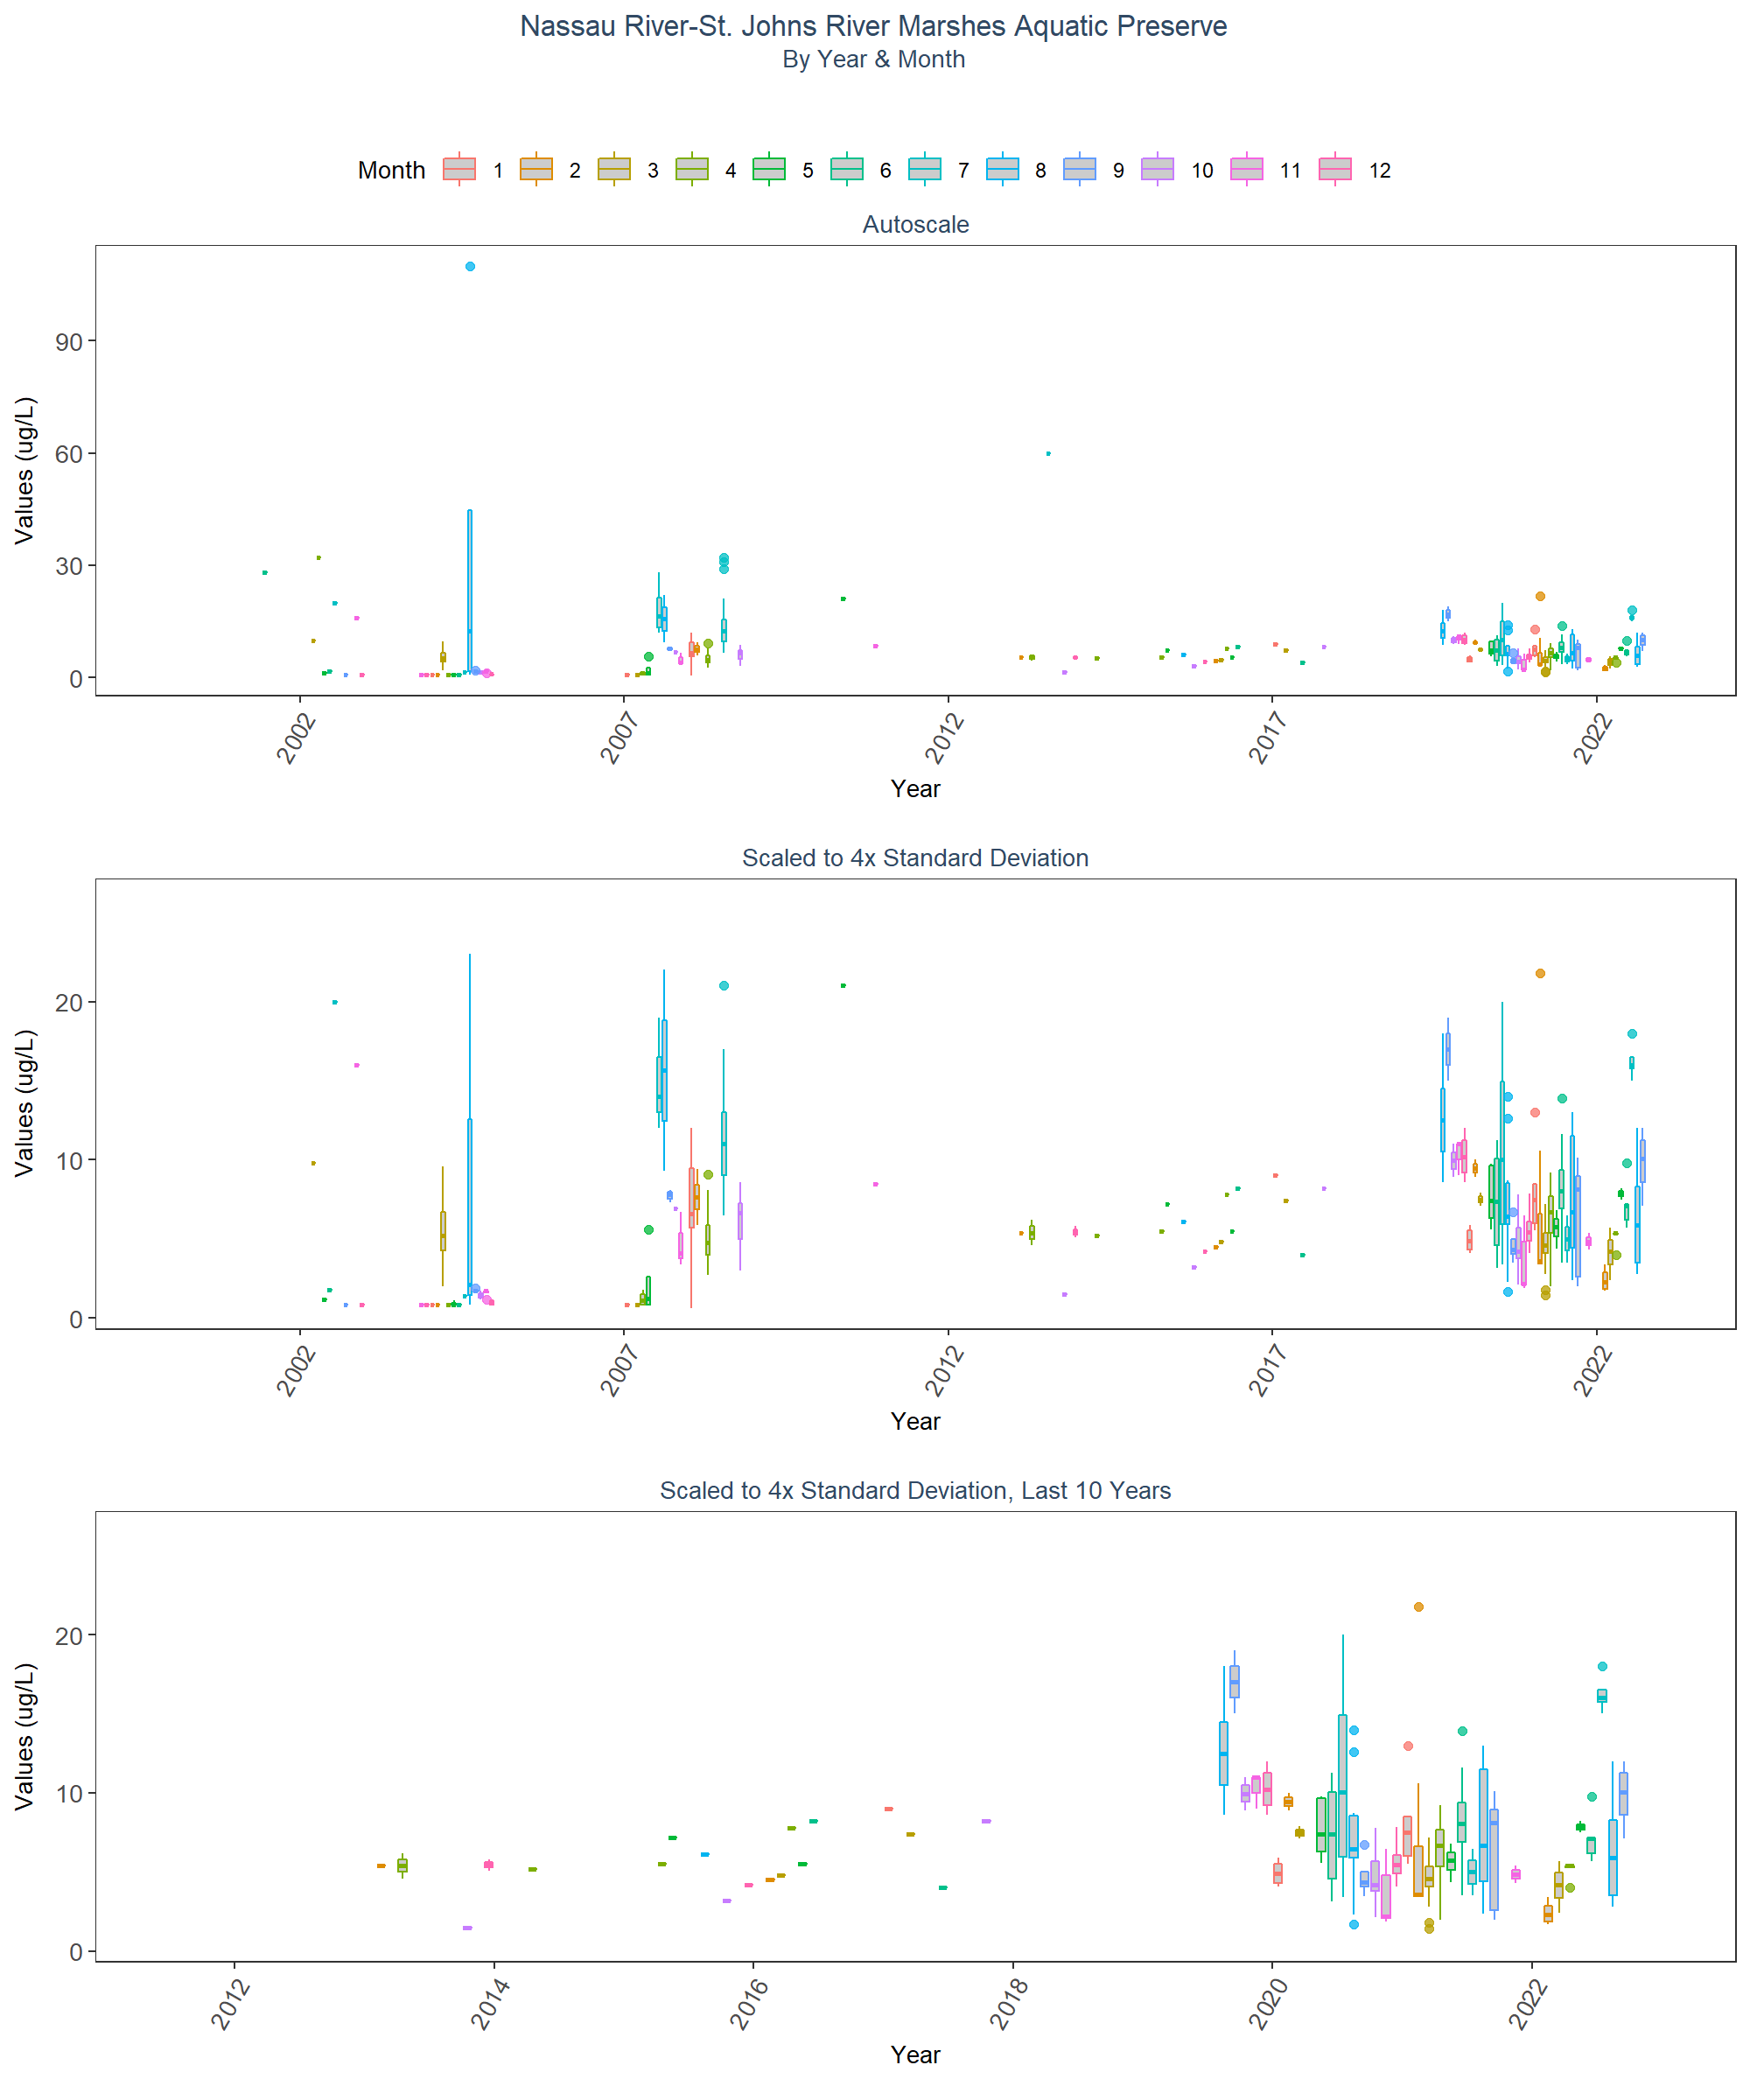 Nassau River-St. Johns River Marshes Aquatic Preserve
By Year & Month
Month 1 2 3 4 5 6 7 8 9 10 11 12
Autoscale
Values (ug/L)
90
60
30
0
2002 2007 2012 2017 2022
Year
Scaled to 4x Standard Deviation
Values (ug/L)
20
10
0
2002 2007 2012 2017 2022
Year
Scaled to 4x Standard Deviation, Last 10 Years
Values (ug/L)
20
10
0
2012 2014 2016 2018 2020 2022
Year